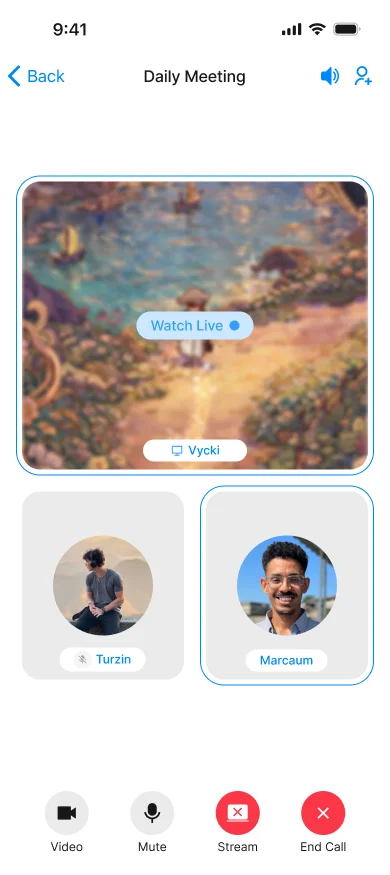 9:41
Back
Daily Meeting
Watch Live
Vycki
Turzin
Marcaum
Video
Mute
Stream
End Call